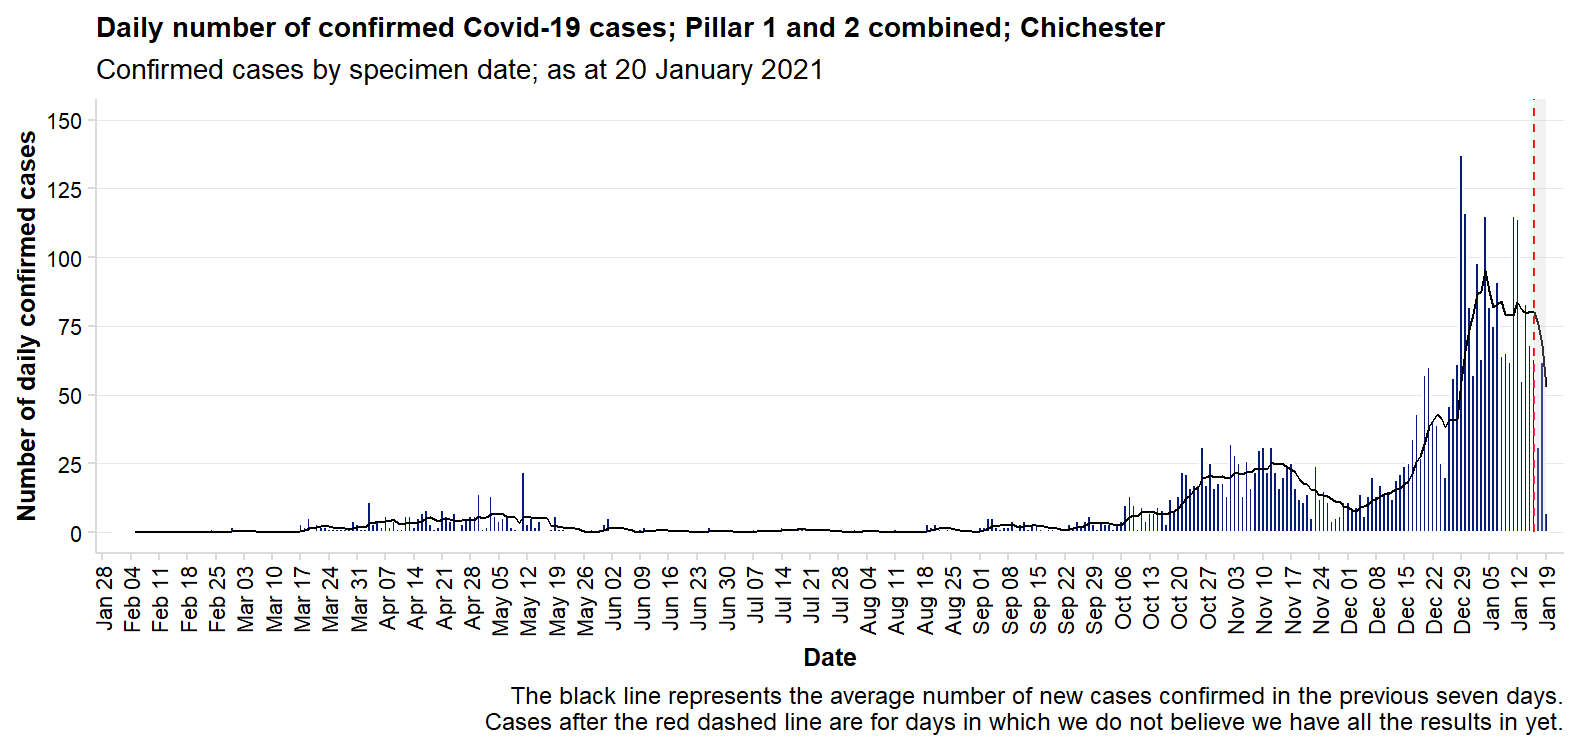 Daily number of confirmed Covid-19 cases; Pillar 1 and 2 combined; Chichester
Confirmed cases by specimen date; as at 20 January 2021
Number of daily confirmed cases
150
125
100
75
50
25
0
Jan 28
Feb 04
Feb 11
Feb 18
Feb 25
Mar 03
Mar 10
Mar 17
Mar 24
Mar 31
Apr 07
Apr 14
Apr 21
Apr 28
May 05
May 12
May 19
May 26
Jun 02
Jun 09
Jun 16
Jun 23
Jun 30
Jul 07
Jul 14
Jul 21
Jul 28
Aug 04
Aug 11
Aug 18
Aug 25
Sep 01
Sep 08
Sep 15
Sep 22
Sep 29
Oct 06
Oct 13
Oct 20
Oct 27
Nov 03
Nov 10
Nov 17
Nov 24
Dec 01
Dec 08
Dec 15
Dec 22
Dec 29
Jan 05
Jan 12
Jan 19
Date
The black line represents the average number of new cases confirmed in the previous seven days.
Cases after the red dashed line are for days in which we do not believe we have all the results in yet.